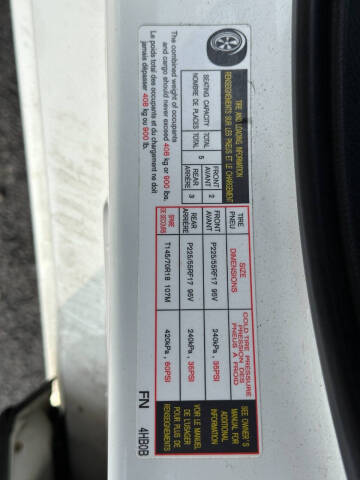 TIRE AND LOADING INFORMATION
RENSEIGNEMENTS SUR LES PNEUS ET LE CHARGEMENT
SEATING CAPACITY TOTAL 5 FRONT 2 REAR 3
NOMBRE DE PLACES TOTAL AVANT ARRIÈRE
The combined weight of occupants
and cargo should never exceed 408 kg or 900 lbs.
Le poids total des occupants et du chargement ne doit
jamais dépasser 408 kg ou 900 lb.
TIRE SIZE COLD TIRE PRESSURE
PNEU DIMENSIONS PRESSION DES
PNEUS À FROID
FRONT P225/55RF17 95V 240kPa, 35PSI
AVANT
REAR P225/55RF17 95V 240kPa, 35PSI
ARRIÈRE
SPARE T145/70R18 107M 420kPa, 60PSI
DE SECOURS
SEE OWNER'S
MANUAL FOR
ADDITIONAL
INFORMATION
VOIR LE MANUEL
DE L'USAGER
POUR PLUS DE
RENSEIGNEMENTS
FN 4HB0B